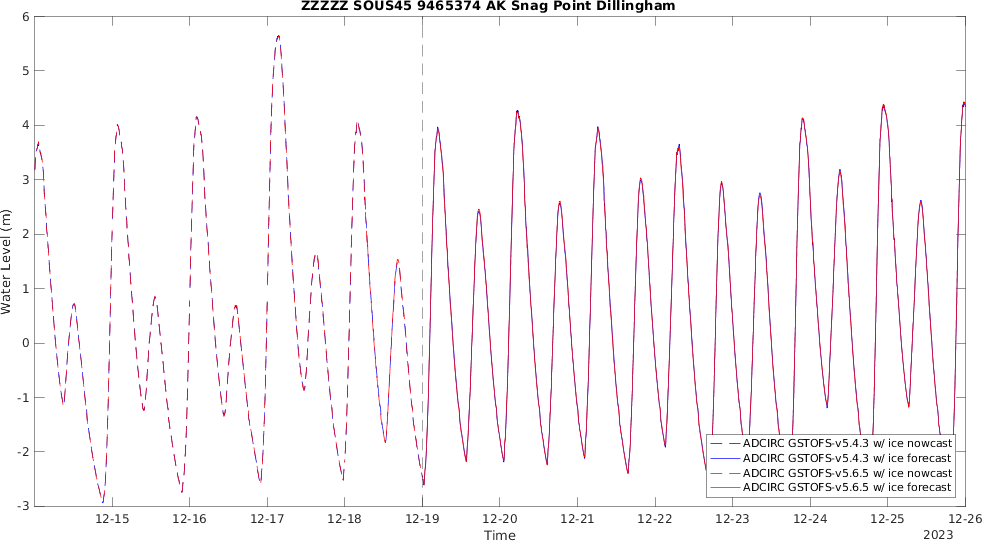 ZZZZZ SOUS45 9465374 AK Snag Point Dillingham
6
5
4
3
2
1
0
-1
-2
-3
Water Level (m)
ADCIRC GSTOFS-v5.4.3 w/ ice nowcast
ADCIRC GSTOFS-v5.4.3 w/ ice forecast
ADCIRC GSTOFS-v5.6.5 w/ ice nowcast
ADCIRC GSTOFS-v5.6.5 w/ ice forecast
12-15 12-16 12-17 12-18 12-19 12-20 12-21 12-22 12-23 12-24 12-25 12-26
Time
2023